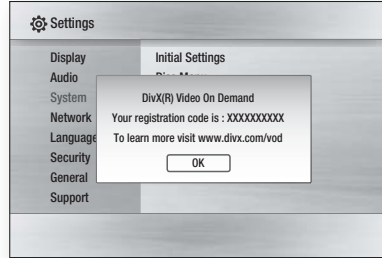 Settings
Display
Initial Settings
Audio
System
DivX(R) Video On Demand
Network
Your registration code is : XXXXXXXXXX
Language
To learn more visit www.divx.com/vod
Security
OK
General
Support